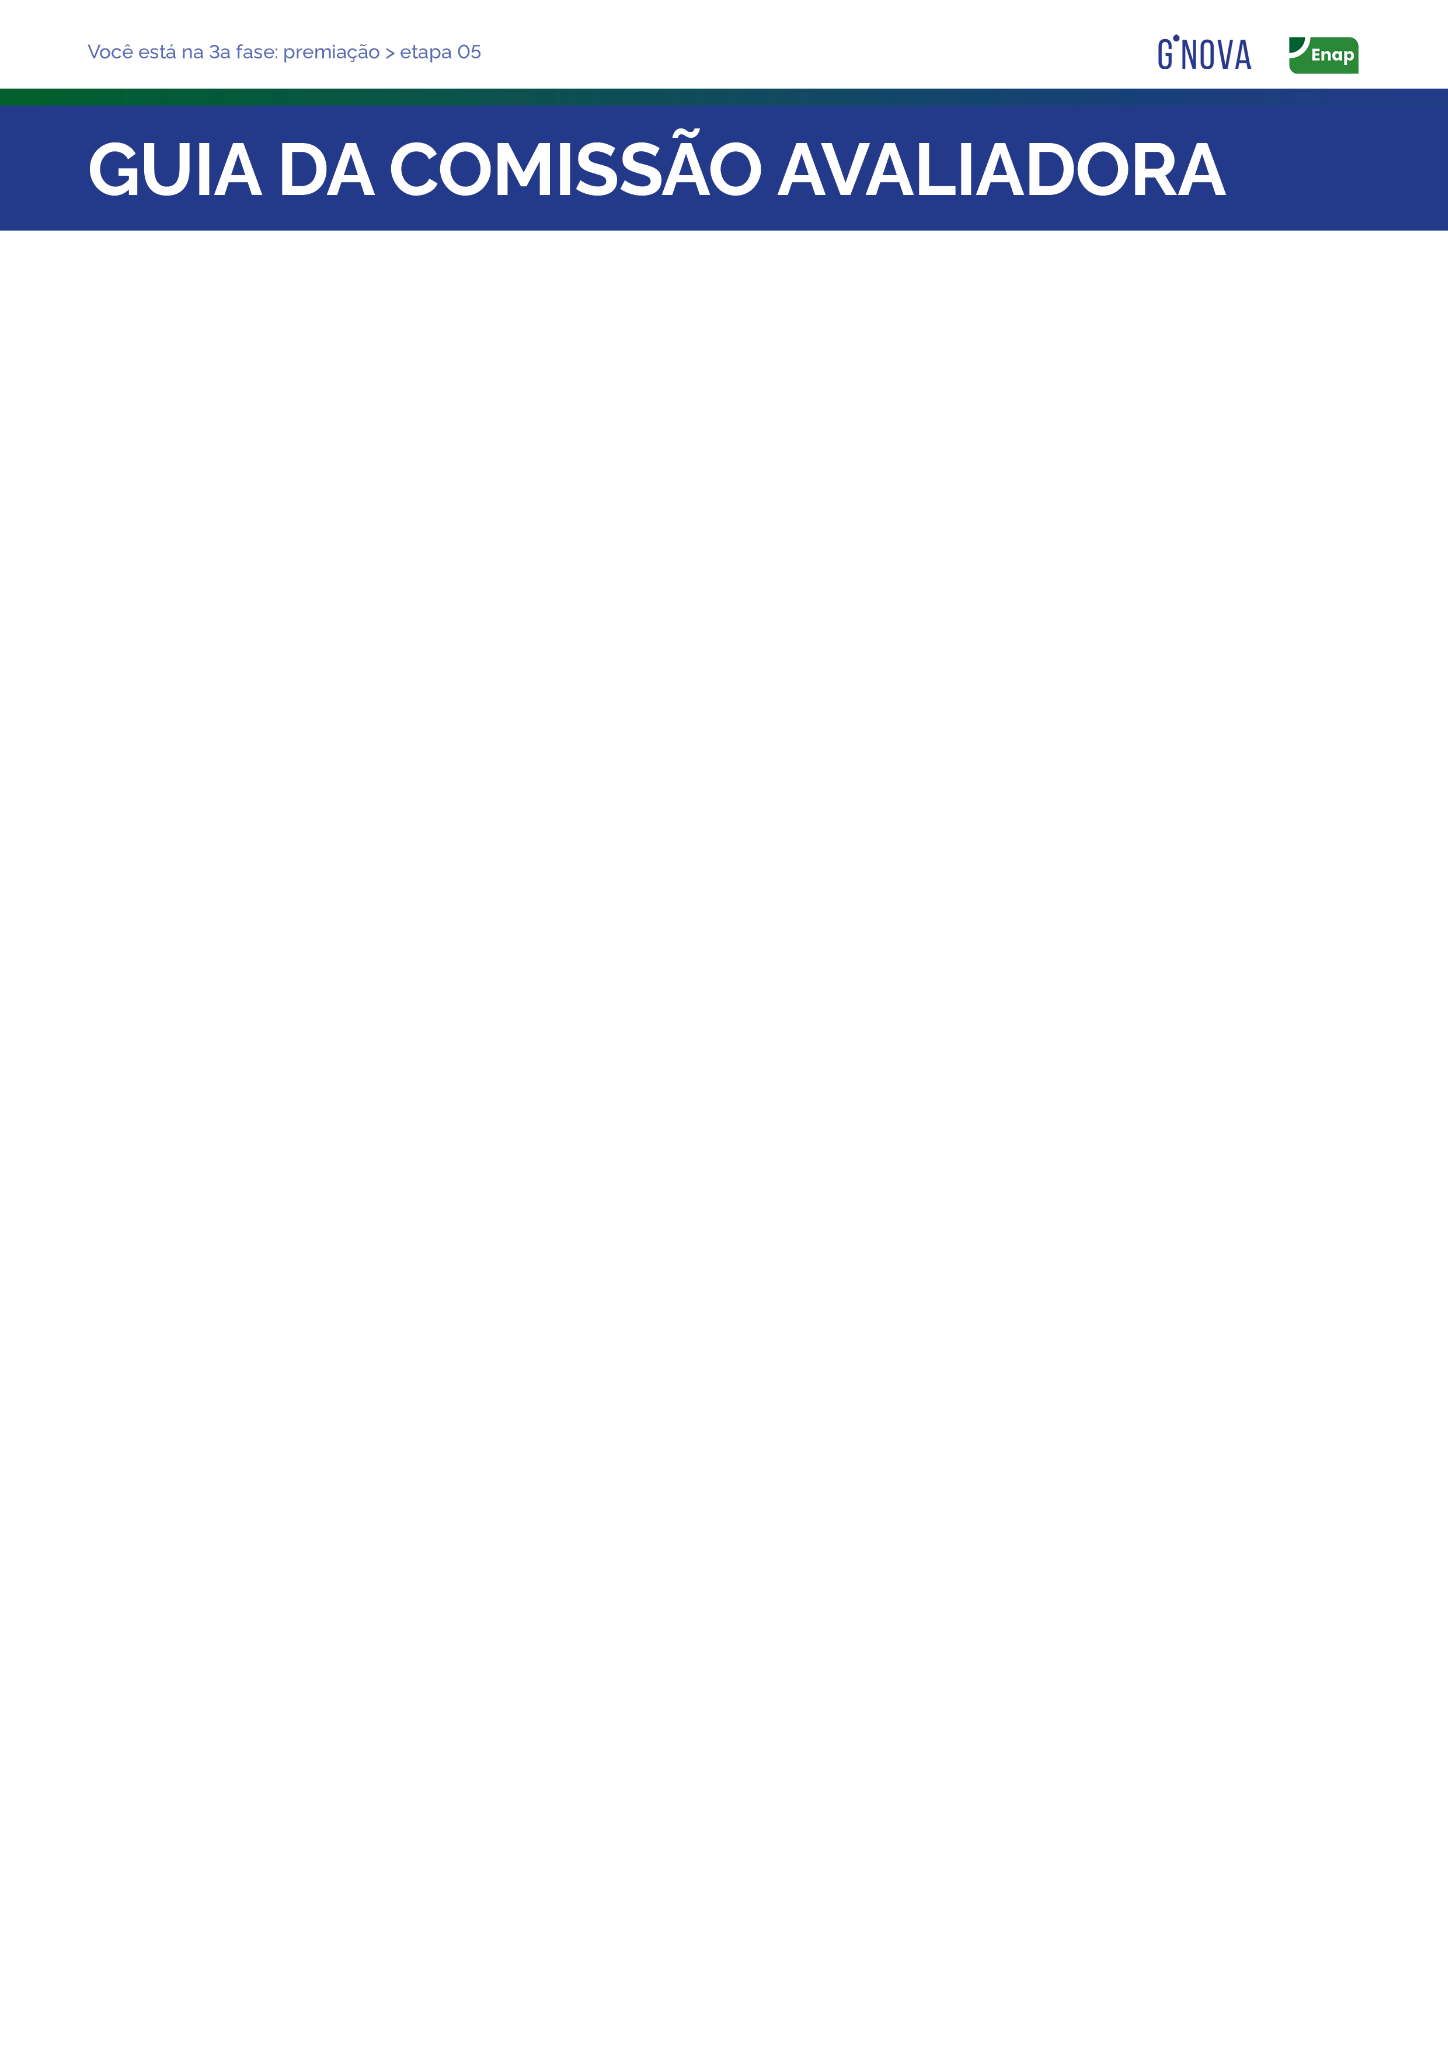 Você está na 3a fase: premiação > etapa 05
G'NOVA
Enap
GUIA DA COMISSÃO AVALIADORA